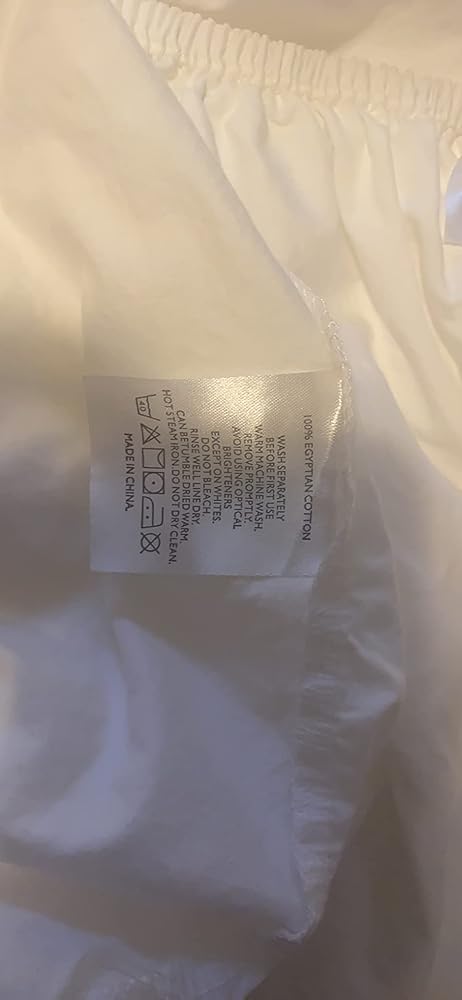 100% EGYPTIAN COTTON
WASH SEPARATELY
BEFORE FIRST USE
WARM MACHINE WASH.
REMOVE PROMPTLY.
AVOID USING OPTICAL
BRIGHTENERS
EXCEPT ON WHITES.
DO NOT BLEACH.
RINSE WELL LINE DRY.
CAN BE TUMBLE DRIED WARM.
HOT STEAM IRON. DO NOT DRY CLEAN.
40
MADE IN CHINA.